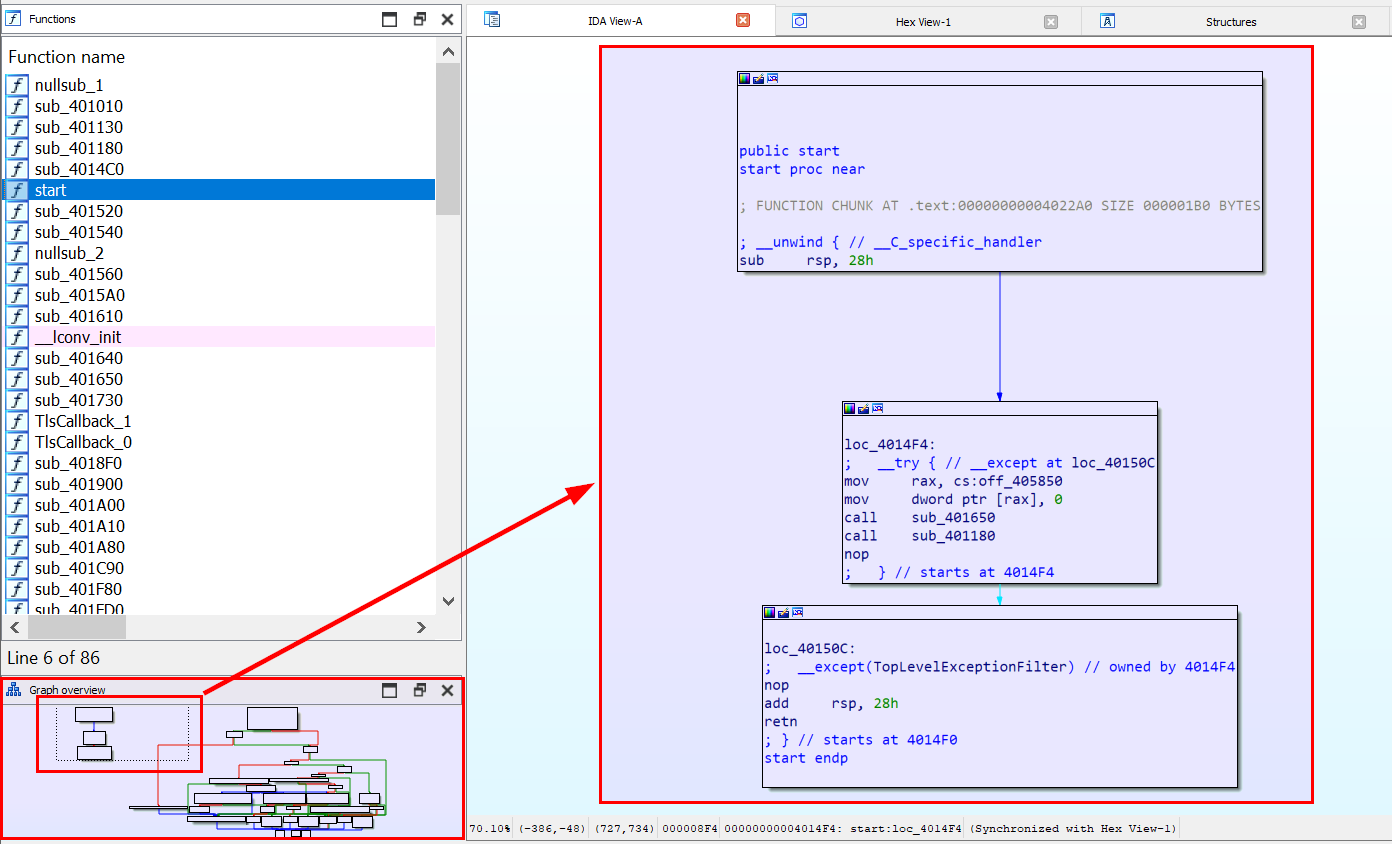 Functions
Function name
nullsub_1
sub_401010
sub_401130
sub_401180
sub_4014C0
start
sub_401520
sub_401540
nullsub_2
sub_401560
sub_4015A0
sub_401610
__lconv_init
sub_401640
sub_401650
sub_401730
TlsCallback_1
TlsCallback_0
sub_4018F0
sub_401900
sub_401A00
sub_401A10
sub_401A80
sub_401C90
sub_401F80
sub_401FD0
Line 6 of 86
Graph overview
IDA View-A
Hex View-1
Structures
public start
start proc near
; FUNCTION CHUNK AT .text:00000000004022A0 SIZE 000001B0 BYTES
; __unwind { // __C_specific_handler
sub     rsp, 28h
loc_4014F4:
;   __try { // __except at loc_40150C
mov     rax, cs:off_405850
mov     dword ptr [rax], 0
call    sub_401650
call    sub_401180
nop
;   } // starts at 4014F4
loc_40150C:
;   __except(TopLevelExceptionFilter) // owned by 4014F4
nop
add     rsp, 28h
retn
; } // starts at 4014F0
start endp
70.10% (-386,-48) (727,734) 000008F4 00000000004014F4: start:loc_4014F4 (Synchronized with Hex View-1)